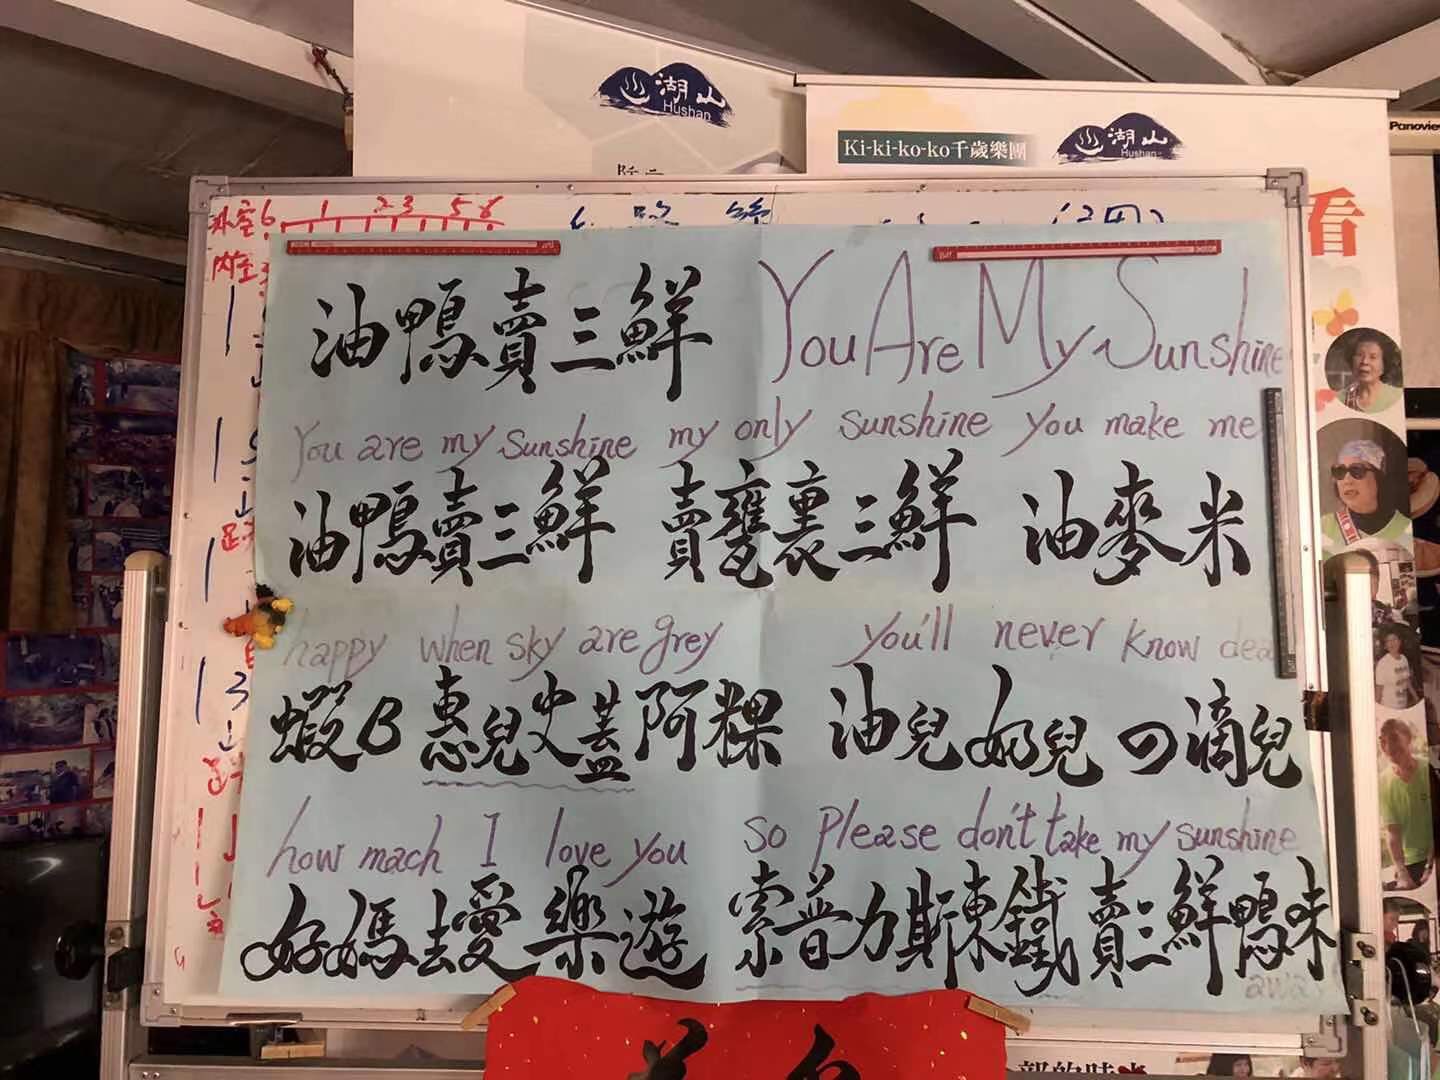 湖山
Hushan
Ki-ki-ko-ko千歲樂團
湖山
Hushan
Panoview
看
油鴨賣三鮮 You Are My Sunshine
You are my sunshine my only sunshine you make me
油鴨賣三鮮 賣甕裏三鮮 油麥米
happy when sky are grey you'll never know dea
蝦B惠兒史蓋阿粿 油兒奶兒の滴兒
how mach I love you so please don't take my sunshine
好媽去愛樂遊 索普力斯東鐵賣三鮮鴨味
away